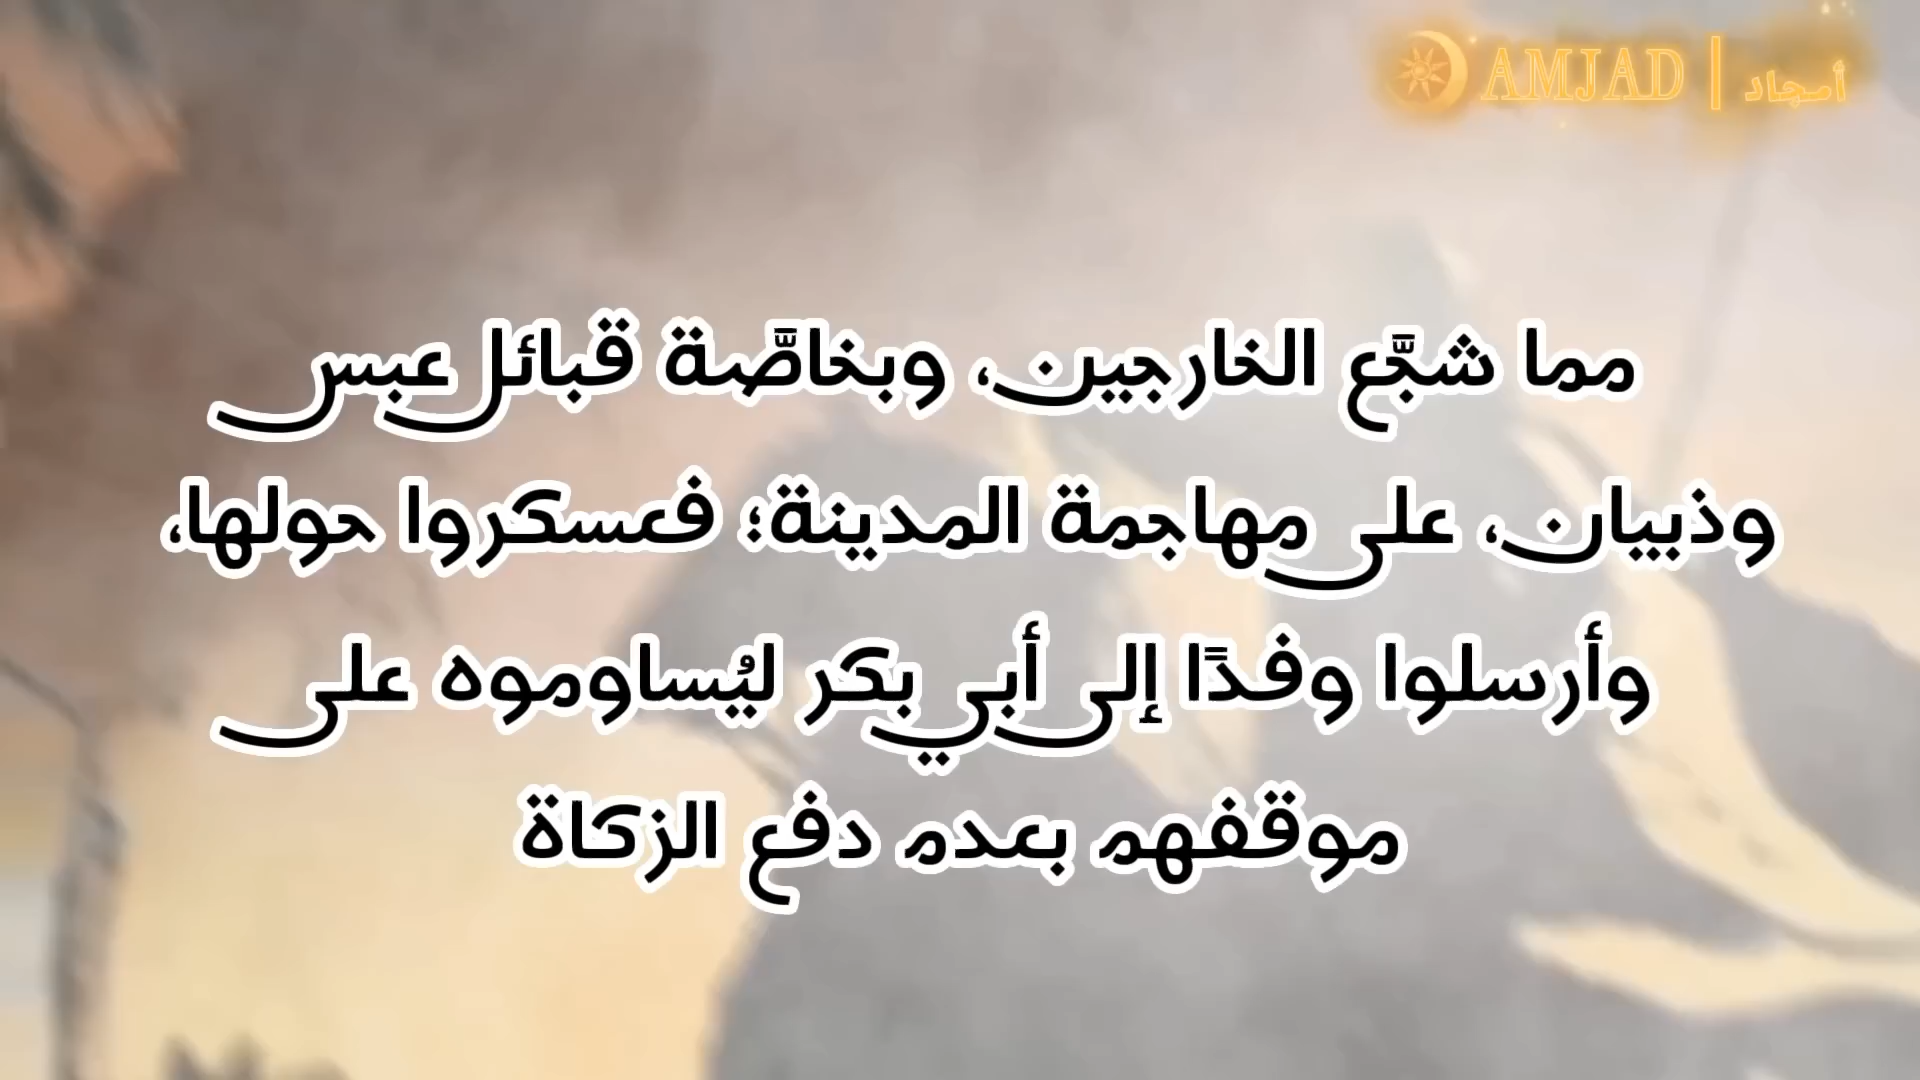 AMJAD | أمجاد
مما شجَّع الخارجين، وبخاصَّة قبائل عبس
وذبيان، على مهاجمة المدينة؛ فعسكروا حولها،
وأرسلوا وفدًا إلى أبي بكر ليُساوموه على
موقفهم بعدم دفع الزكاة